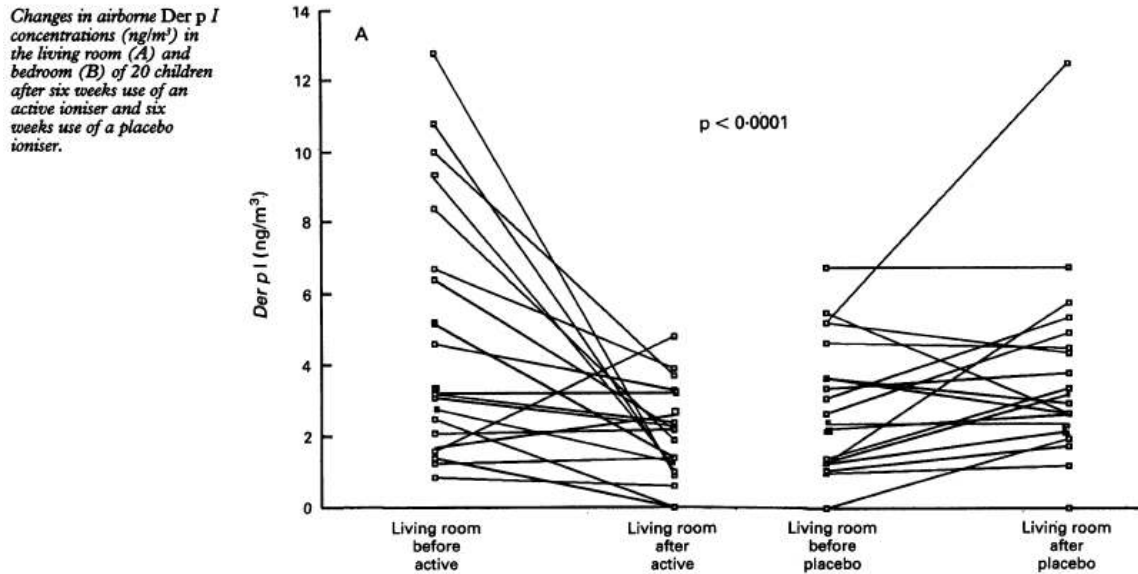 Changes in airborne Der p I
concentrations (ng/m³) in
the living room (A) and
bedroom (B) of 20 children
after six weeks use of an
active ioniser and six
weeks use of a placebo
ioniser.
A
p < 0·0001
Der p I (ng/m³)
14
12
10
8
6
4
2
0
Living room
before
active
Living room
after
active
Living room
before
placebo
Living room
after
placebo